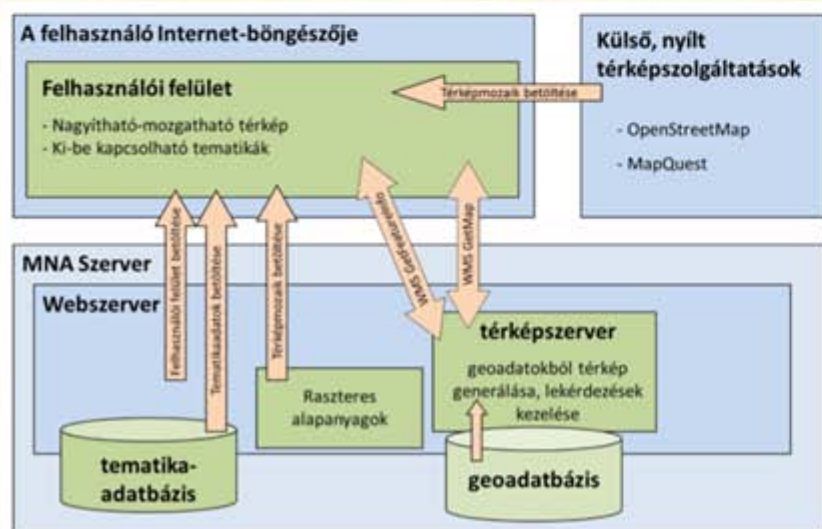 A felhasználó Internet-böngészője
Felhasználói felület
- Nagyítható-mozgatható térkép
- Ki-be kapcsolható tematikák
Térképmozaik betöltése
Külső, nyílt
térképszolgáltatások
- OpenStreetMap
- MapQuest
MNA Szerver
Webszerver
Felhasználói felület betöltése
Tematikaadatok betöltése
Térképmozaik betöltése
WMS GetFeatureInfo
WMS GetMap
térképszerver
geoadatokból térkép
generálása, lekérdezések
kezelése
Raszteres
alapanyagok
tematika-
adatbázis
geoadatbázis